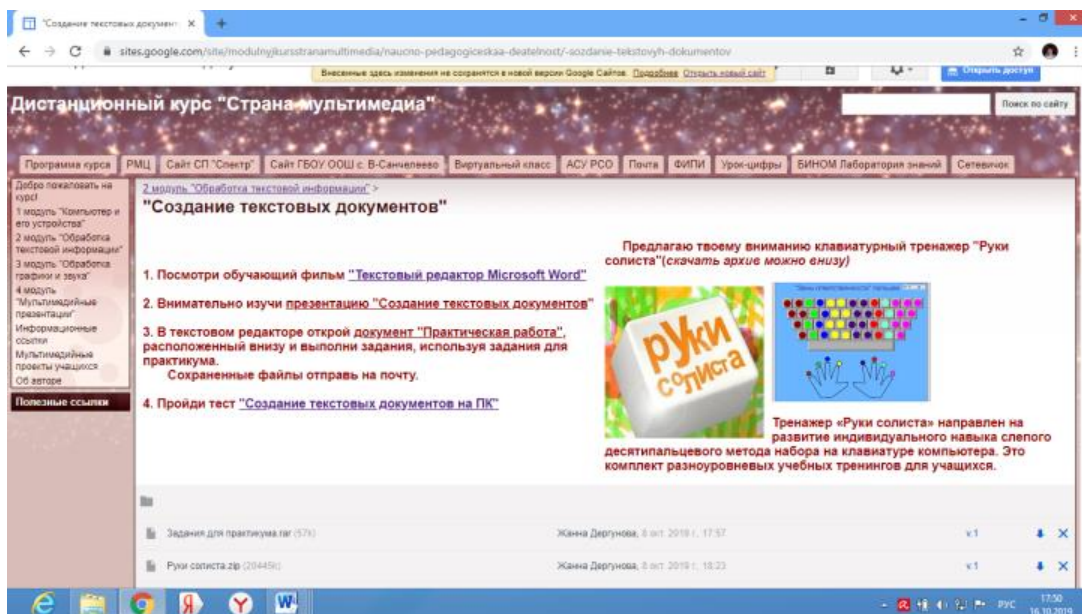 "Создание текстовых документ
sites.google.com/site/modulnyjkursstranamultimedia/naucno-pedagogiceskaa-deatelnost/-sozdanie-tekstovyh-dokumentov
Внесенные здесь изменения не сохранятся в новой версии Google Сайтов. Подробнее Открыть новый сайт
Открыть доступ
Дистанционный курс "Страна мультимедиа"
Поиск по сайту
Программа курса РМЦ Сайт СП "Спектр" Сайт ГБОУ ООШ с. В-Санчелеево Виртуальный класс АСУ РСО Почта ФИПИ Урок-цифры БИНОМ Лаборатория знаний Сетевичок
Добро пожаловать на
курс!
1 модуль "Компьютер и
его устройства"
2 модуль "Обработка
текстовой информации"
3 модуль "Обработка
графики и звука"
4 модуль
"Мультимедийные
презентации"
Информационные
ссылки
Мультимедийные
проекты учащихся
Об авторе
Полезные ссылки
2 модуль "Обработка текстовой информации" >
"Создание текстовых документов"
1. Посмотри обучающий фильм "Текстовый редактор Microsoft Word"
2. Внимательно изучи презентацию "Создание текстовых документов"
3. В текстовом редакторе открой документ "Практическая работа",
расположенный внизу и выполни задания, используя задания для
практикума.
Сохраненные файлы отправь на почту.
4. Пройди тест "Создание текстовых документов на ПК"
Предлагаю твоему вниманию клавиатурный тренажер "Руки
солиста"(скачать архив можно внизу)
руки
солиста
Тренажер «Руки солиста» направлен на
развитие индивидуального навыка слепого
десятипальцевого метода набора на клавиатуре компьютера. Это
комплект разноуровневых учебных тренингов для учащихся.
Задания для практикума.rar (57k) Жанна Дергунова, 8 окт. 2019 г., 17:57 v.1
Руки солиста.zip (20445k) Жанна Дергунова, 8 окт. 2019 г., 18:23 v.1
РУС
17:50
16.10.2019